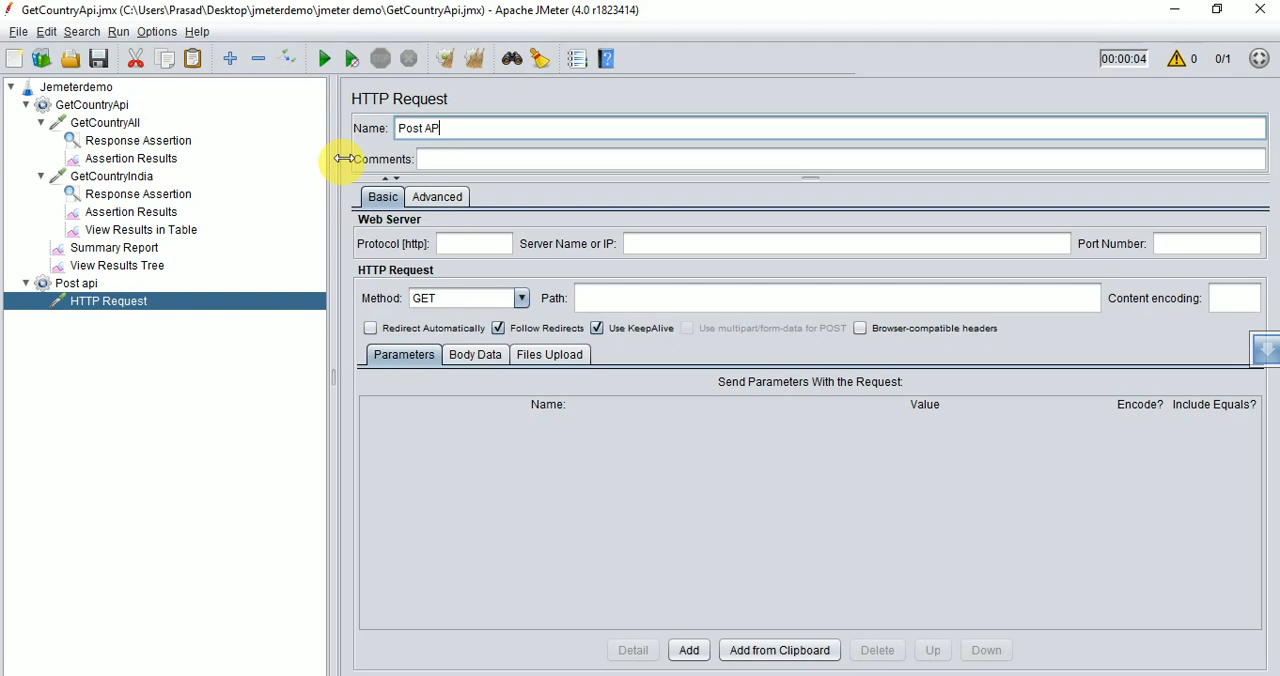 GetCountryApi.jmx (C:\Users\Prasad\Desktop\jmeterdemo\jmeter demo\GetCountryApi.jmx) - Apache JMeter (4.0 r1823414)
File Edit Search Run Options Help
00:00:04 0 0/1
Jemeterdemo
GetCountryApi
GetCountryAll
Response Assertion
Assertion Results
GetCountryIndia
Response Assertion
Assertion Results
View Results in Table
Summary Report
View Results Tree
Post api
HTTP Request
HTTP Request
Name: Post AP
Comments:
Basic Advanced
Web Server
Protocol [http]: Server Name or IP: Port Number:
HTTP Request
Method: GET Path: Content encoding:
Redirect Automatically Follow Redirects Use KeepAlive Use multipart/form-data for POST Browser-compatible headers
Parameters Body Data Files Upload
Send Parameters With the Request:
Name: Value Encode? Include Equals?
Detail Add Add from Clipboard Delete Up Down